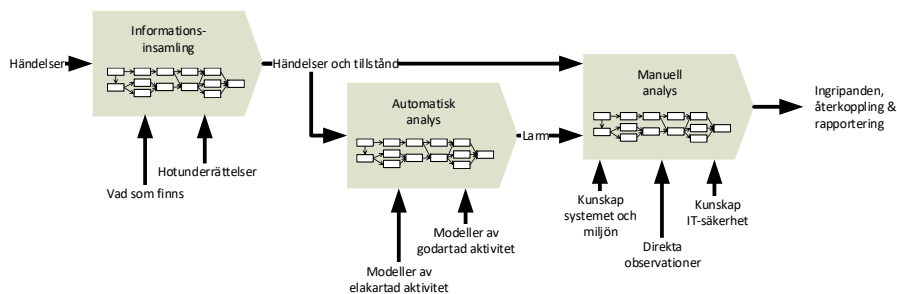 Informations-
insamling
Händelser
Händelser och tillstånd
Manuell
analys
Automatisk
analys
Ingripanden,
återkoppling &
rapportering
Larm
Hotunderrättelser
Vad som finns
Kunskap
systemet och
miljön
Kunskap
IT-säkerhet
Modeller av
godartad aktivitet
Direkta
observationer
Modeller av
elakartad aktivitet